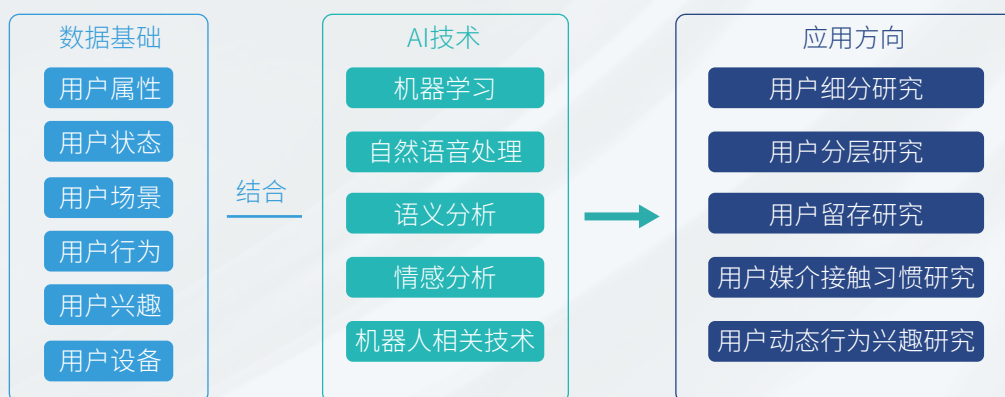 数据基础
用户属性
用户状态
用户场景
用户行为
用户兴趣
用户设备
结合
AI技术
机器学习
自然语音处理
语义分析
情感分析
机器人相关技术
应用方向
用户细分研究
用户分层研究
用户留存研究
用户媒介接触习惯研究
用户动态行为兴趣研究